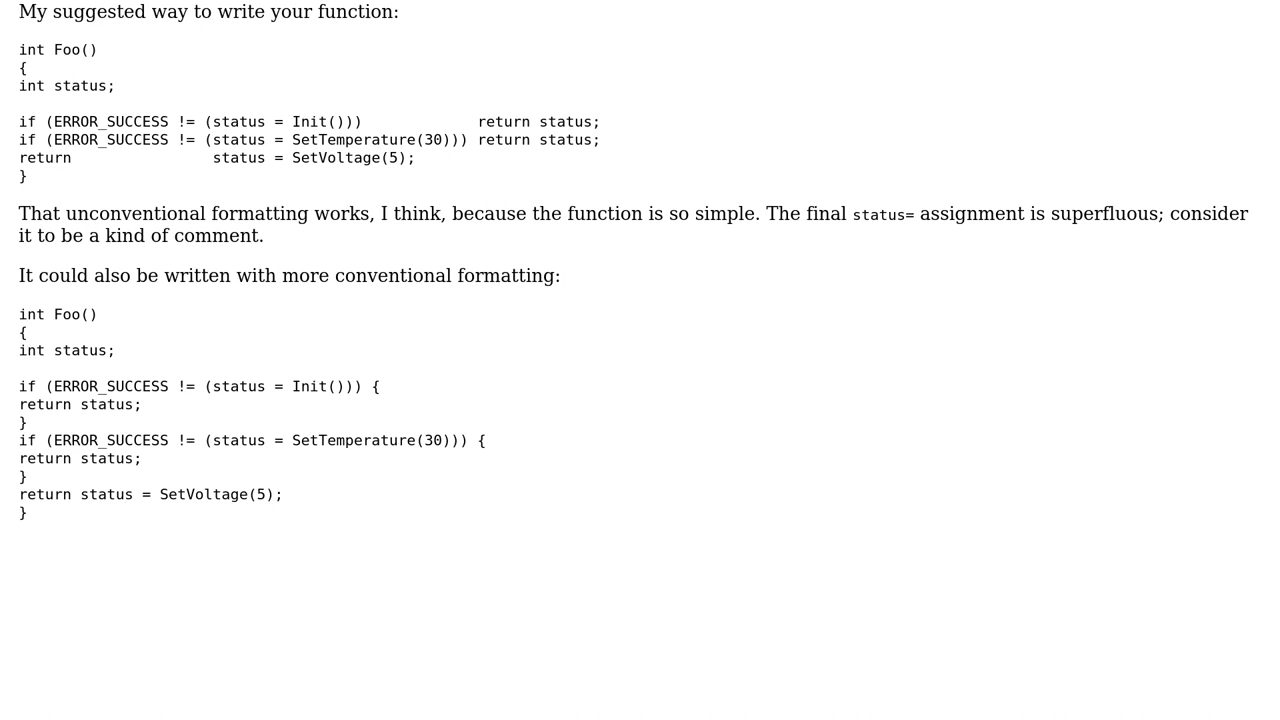 My suggested way to write your function:
int Foo()
{
int status;
if (ERROR_SUCCESS != (status = Init()))             return status;
if (ERROR_SUCCESS != (status = SetTemperature(30))) return status;
return                status = SetVoltage(5);
}
That unconventional formatting works, I think, because the function is so simple. The final status= assignment is superfluous; consider
it to be a kind of comment.
It could also be written with more conventional formatting:
int Foo()
{
int status;
if (ERROR_SUCCESS != (status = Init())) {
return status;
}
if (ERROR_SUCCESS != (status = SetTemperature(30))) {
return status;
}
return status = SetVoltage(5);
}